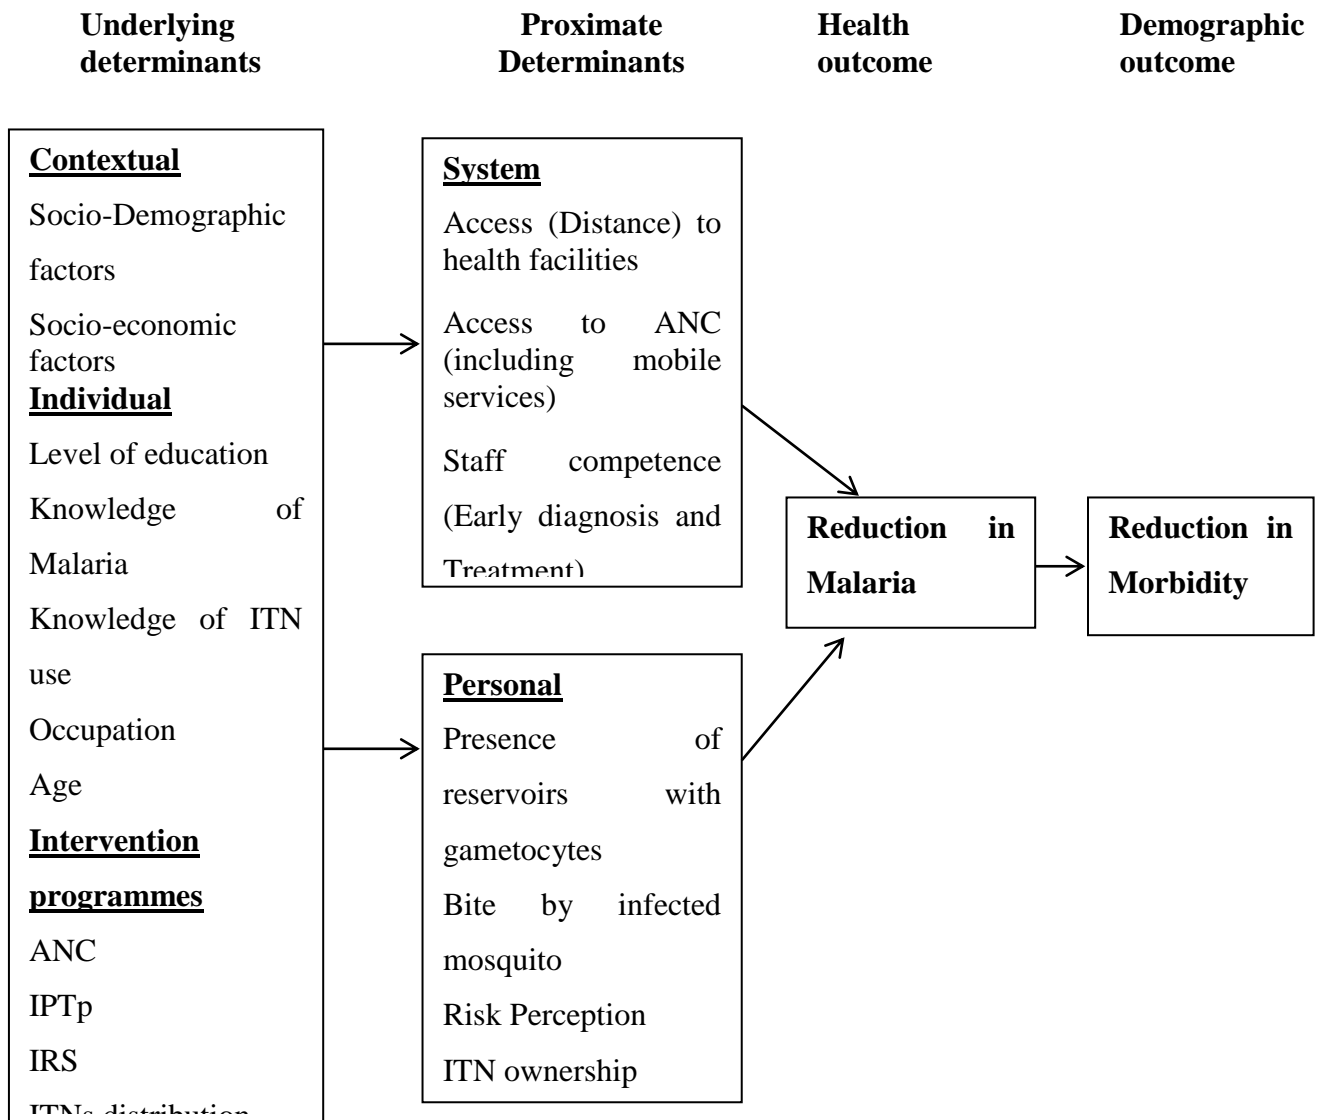 Underlying
determinants
Proximate
Determinants
Health
outcome
Demographic
outcome
Contextual
Socio-Demographic
factors
Socio-economic
factors
Individual
Level of education
Knowledge of
Malaria
Knowledge of ITN
use
Occupation
Age
Intervention
programmes
ANC
IPTp
IRS
ITNs distribution
System
Access (Distance) to
health facilities
Access to ANC
(including mobile
services)
Staff competence
(Early diagnosis and
Treatment)
Personal
Presence of
reservoirs with
gametocytes
Bite by infected
mosquito
Risk Perception
ITN ownership
Reduction in
Malaria
Reduction in
Morbidity